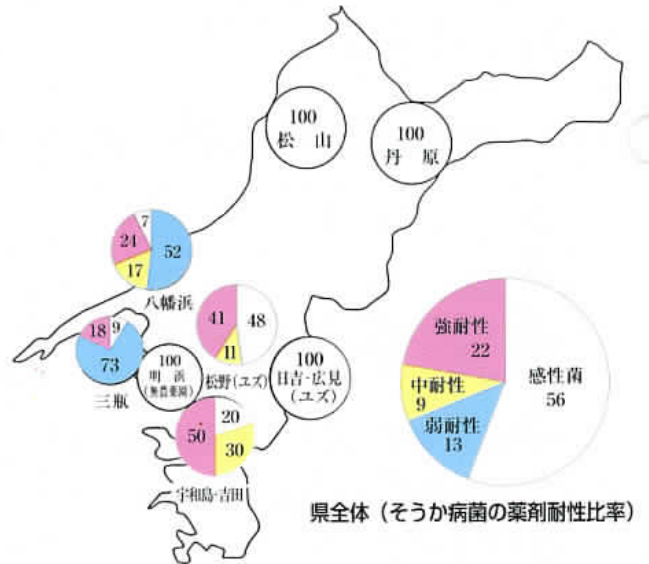 100
松 山
100
丹 原
7
24
52
17
八幡浜
41
48
11
松野(ユズ)
18
9
73
三瓶
100
明 浜
(無農薬園)
100
日吉・広見
(ユズ)
50
20
30
宇和島・吉田
強耐性
22
中耐性
9
弱耐性
13
感性菌
56
県全体(そうか病菌の薬剤耐性比率)